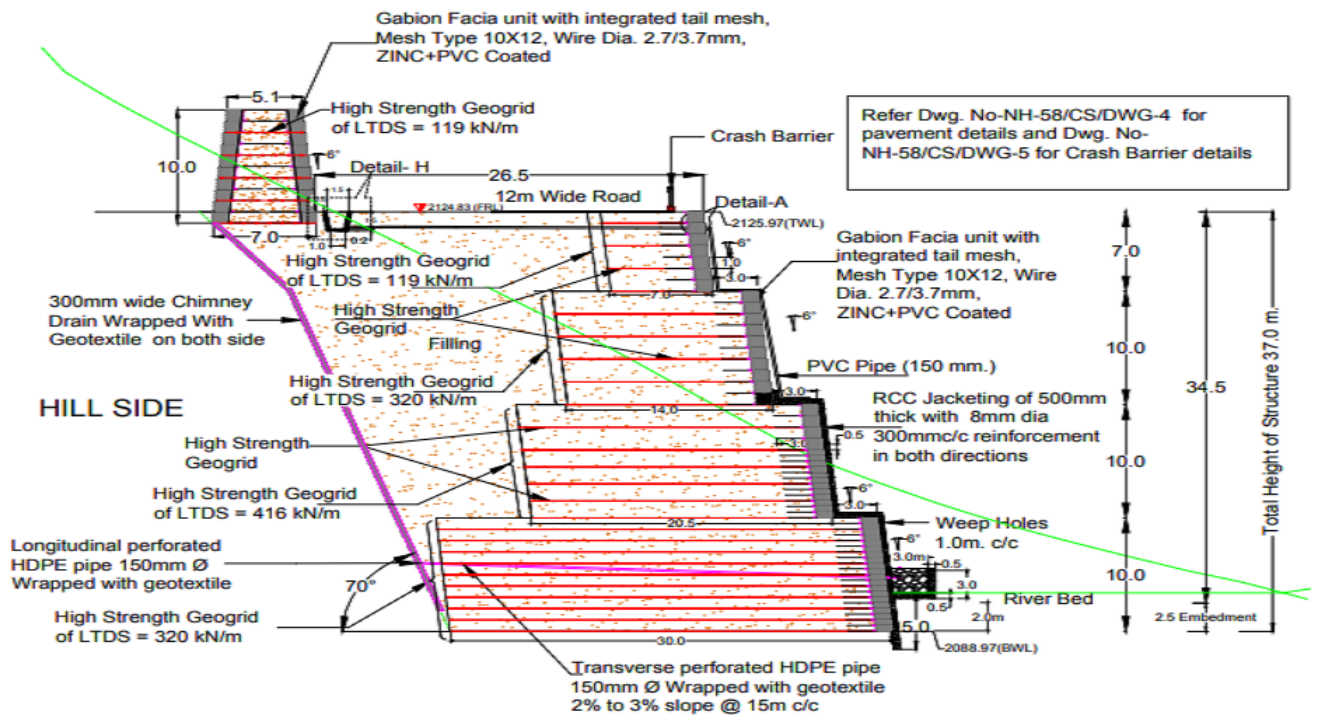 Gabion Facia unit with integrated tail mesh,
Mesh Type 10X12, Wire Dia. 2.7/3.7mm,
ZINC+PVC Coated
5.1
High Strength Geogrid
of LTDS = 119 kN/m
6°
10.0
Detail- H
26.5
Crash Barrier
Refer Dwg. No-NH-58/CS/DWG-4 for
pavement details and Dwg. No-
NH-58/CS/DWG-5 for Crash Barrier details
1.5
12m Wide Road
2124.83 (FRL)
Detail-A
2125.97(TWL)
7.0
1.0
0.2
High Strength Geogrid
of LTDS = 119 kN/m
6°
1.0
3.0
7.0
Gabion Facia unit with
integrated tail mesh,
Mesh Type 10X12, Wire
Dia. 2.7/3.7mm,
ZINC+PVC Coated
7.0
300mm wide Chimney
Drain Wrapped With
Geotextile on both side
High Strength
Geogrid
Filling
6°
10.0
PVC Pipe (150 mm.)
High Strength Geogrid
of LTDS = 320 kN/m
14.0
3.0
HILL SIDE
RCC Jacketing of 500mm
thick with 8mm dia
300mmc/c reinforcement
in both directions
34.5
Total Height of Structure 37.0 m.
High Strength
Geogrid
3.0
0.5
10.0
High Strength Geogrid
of LTDS = 416 kN/m
6°
3.0
20.5
Weep Holes
1.0m. c/c
Longitudinal perforated
HDPE pipe 150mm Ø
Wrapped with geotextile
70°
6°
3.0m
0.5
3.0
0.5
10.0
River Bed
2.0m
2.5 Embedment
High Strength Geogrid
of LTDS = 320 kN/m
30.0
5.0
2088.97(BWL)
Transverse perforated HDPE pipe
150mm Ø Wrapped with geotextile
2% to 3% slope @ 15m c/c